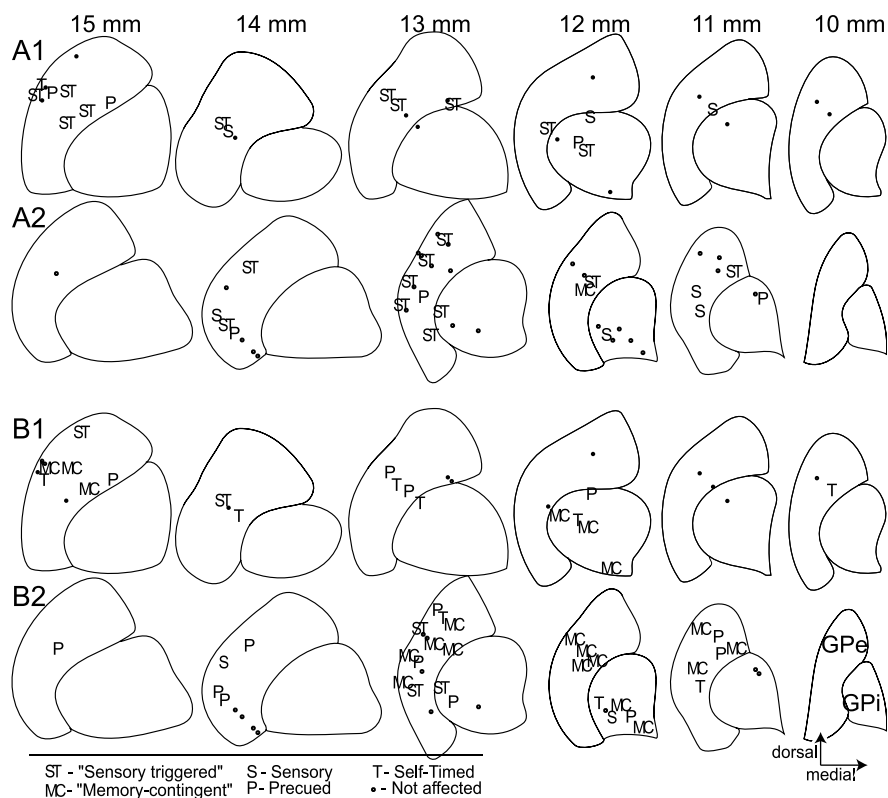 15 mm 14 mm 13 mm 12 mm 11 mm 10 mm
A1
T
ST P ST P
ST ST
ST
S
ST
ST ST
S
ST P
ST
S
A2
ST
S
ST
P
ST
ST
ST P
ST ST
ST
ST
MC
S
ST
S
S
P
B1
ST
MC MC P
T MC
ST
T
P
T P
T
P
MC T
MC
MC
T
B2
P
P
S
P P
P
T
ST MC
MC MC
MC P
MC ST ST P
MC
MC
MC MC
T MC
S P
MC
MC P
P MC
MC
T
GPe
GPi
dorsal
medial
ST - "Sensory triggered" S - Sensory T - Self-Timed
MC- "Memory-contingent" P- Precued - Not affected